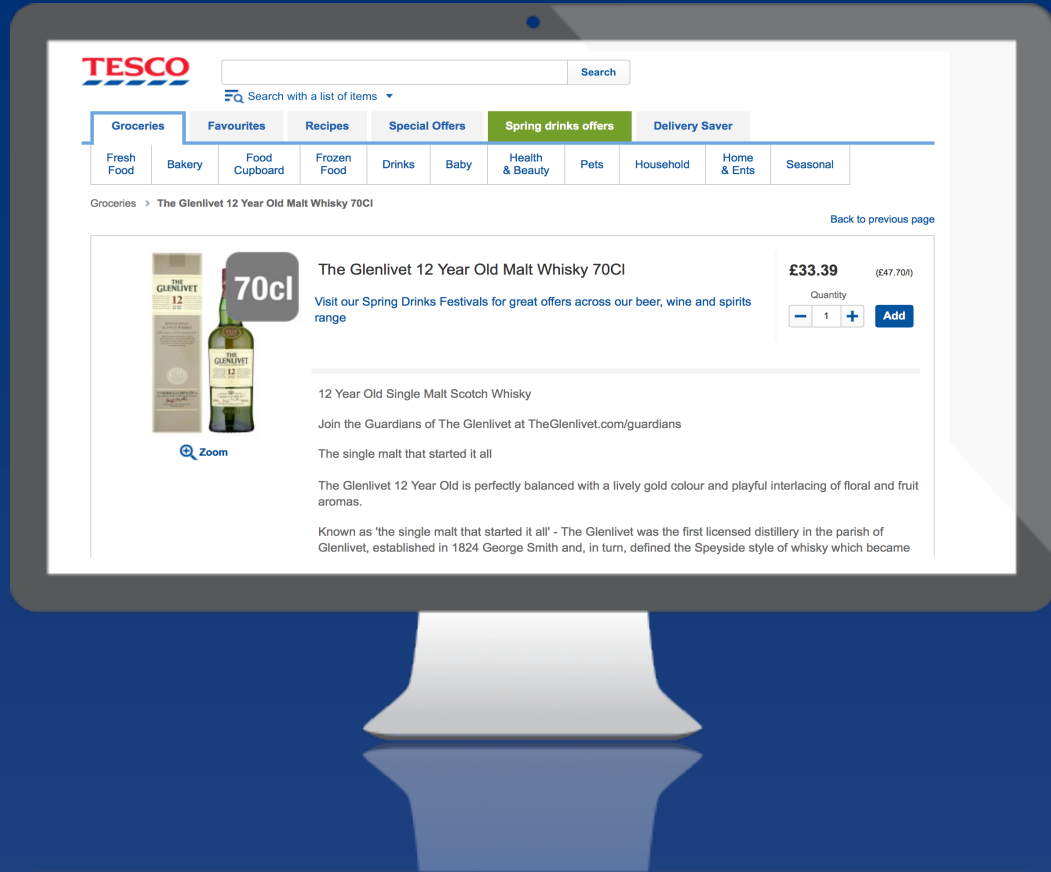 TESCO
Search
Search with a list of items
Groceries
Favourites
Recipes
Special Offers
Spring drinks offers
Delivery Saver
Fresh
Food
Bakery
Food
Cupboard
Frozen
Food
Drinks
Baby
Health
& Beauty
Pets
Household
Home
& Ents
Seasonal
Groceries > The Glenlivet 12 Year Old Malt Whisky 70Cl
Back to previous page
THE
GLENLIVET
12
70cl
THE
GLENLIVET
12
Zoom
The Glenlivet 12 Year Old Malt Whisky 70Cl
Visit our Spring Drinks Festivals for great offers across our beer, wine and spirits
range
£33.39 (£47.70/l)
Quantity
1
Add
12 Year Old Single Malt Scotch Whisky
Join the Guardians of The Glenlivet at TheGlenlivet.com/guardians
The single malt that started it all
The Glenlivet 12 Year Old is perfectly balanced with a lively gold colour and playful interlacing of floral and fruit
aromas.
Known as 'the single malt that started it all' - The Glenlivet was the first licensed distillery in the parish of
Glenlivet, established in 1824 George Smith and, in turn, defined the Speyside style of whisky which became